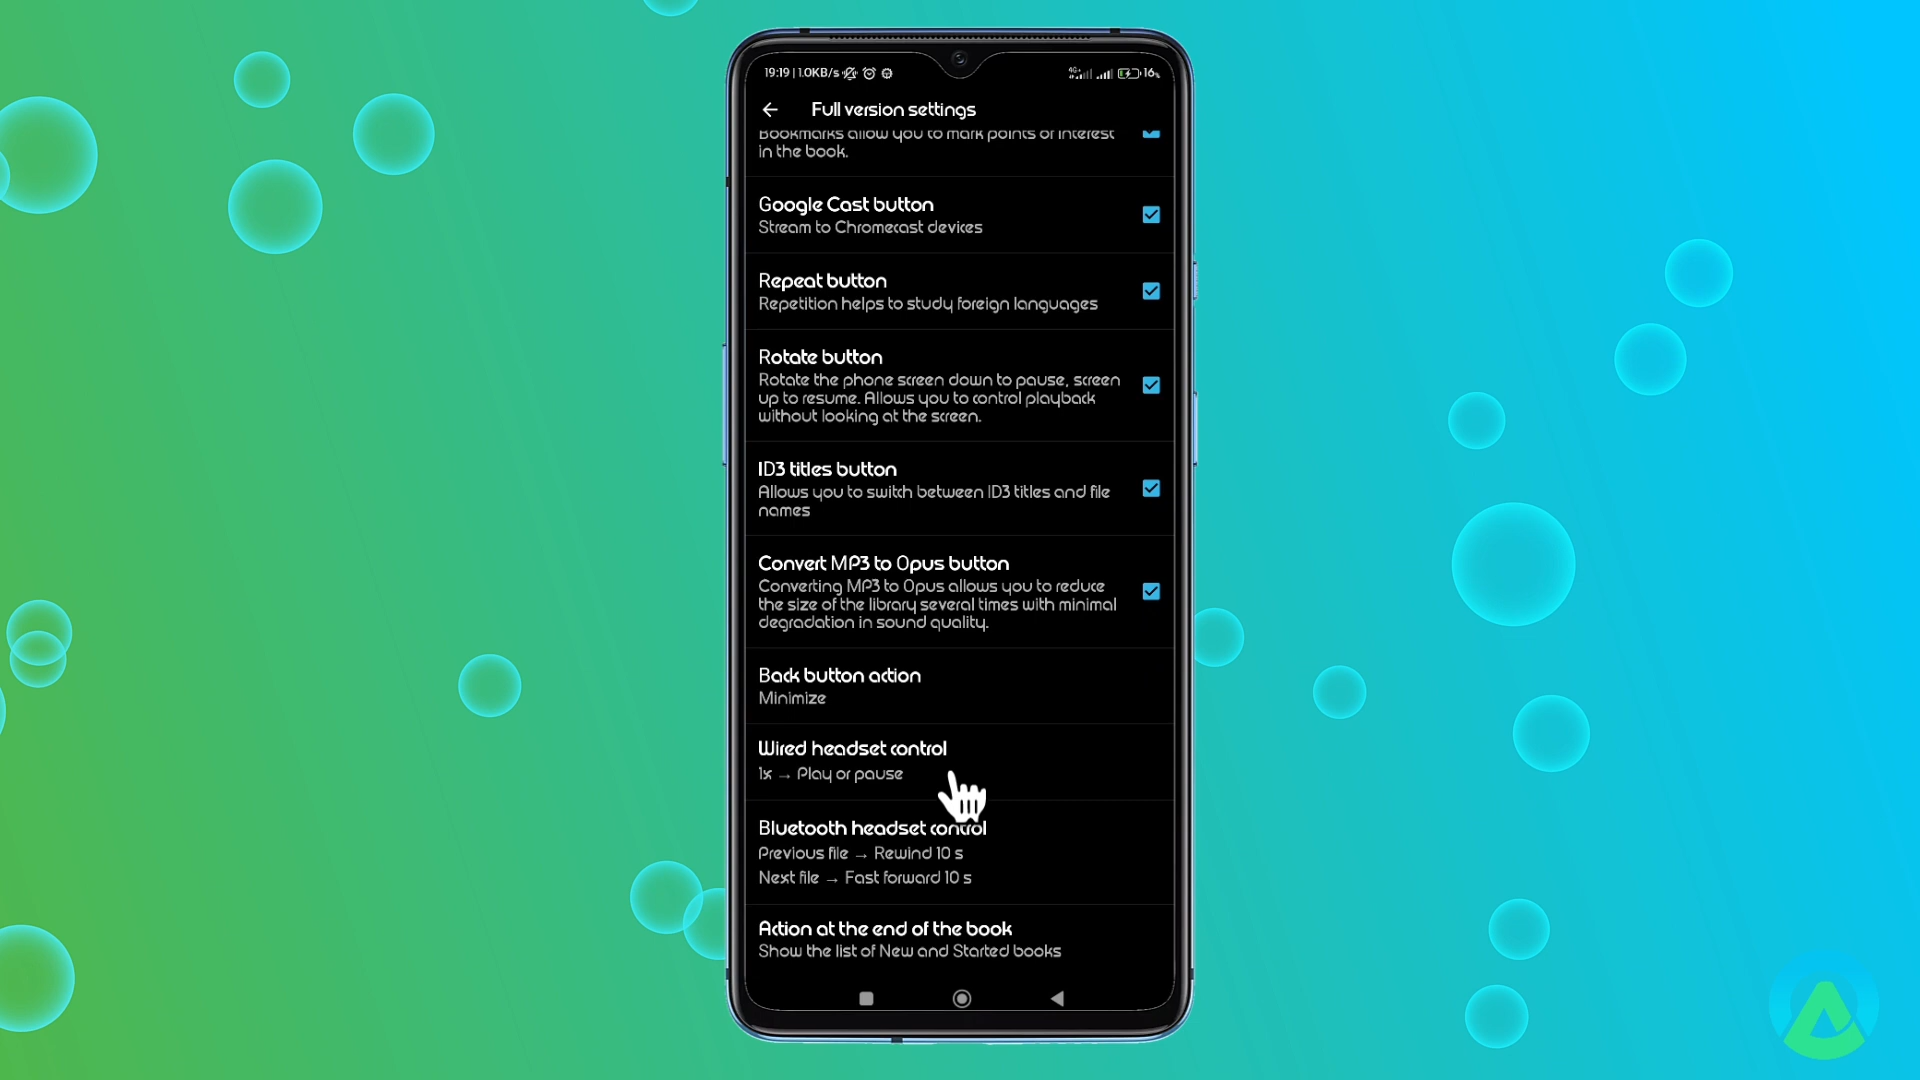 19:19 | 1.0KB/s
4G+
16%
Full version settings
Bookmarks allow you to mark points of interest
in the book.
Google Cast button
Stream to Chromecast devices
Repeat button
Repetition helps to study foreign languages
Rotate button
Rotate the phone screen down to pause, screen
up to resume. Allows you to control playback
without looking at the screen.
ID3 titles button
Allows you to switch between ID3 titles and file
names
Convert MP3 to Opus button
Converting MP3 to Opus allows you to reduce
the size of the library several times with minimal
degradation in sound quality.
Back button action
Minimize
Wired headset control
1x → Play or pause
Bluetooth headset control
Previous file → Rewind 10 s
Next file → Fast forward 10 s
Action at the end of the book
Show the list of New and Started books